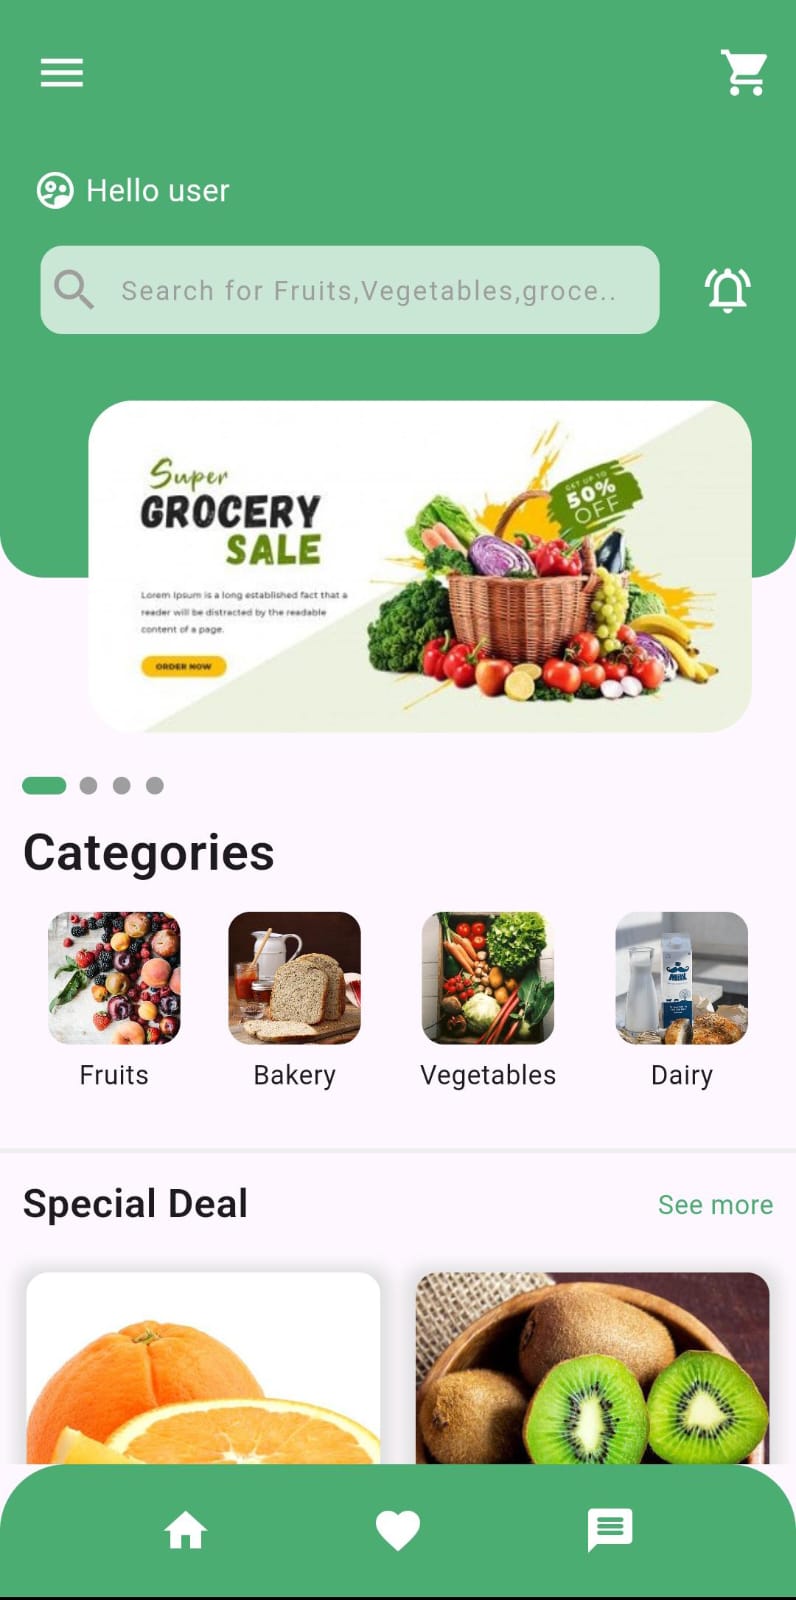 Hello user
Search for Fruits,Vegetables,groce..
Super
GROCERY
SALE
GET UP TO
50%
OFF
Lorem Ipsum is a long established fact that a
reader will be distracted by the readable
content of a page.
ORDER NOW
Categories
MILK
Fruits
Bakery
Vegetables
Dairy
Special Deal
See more